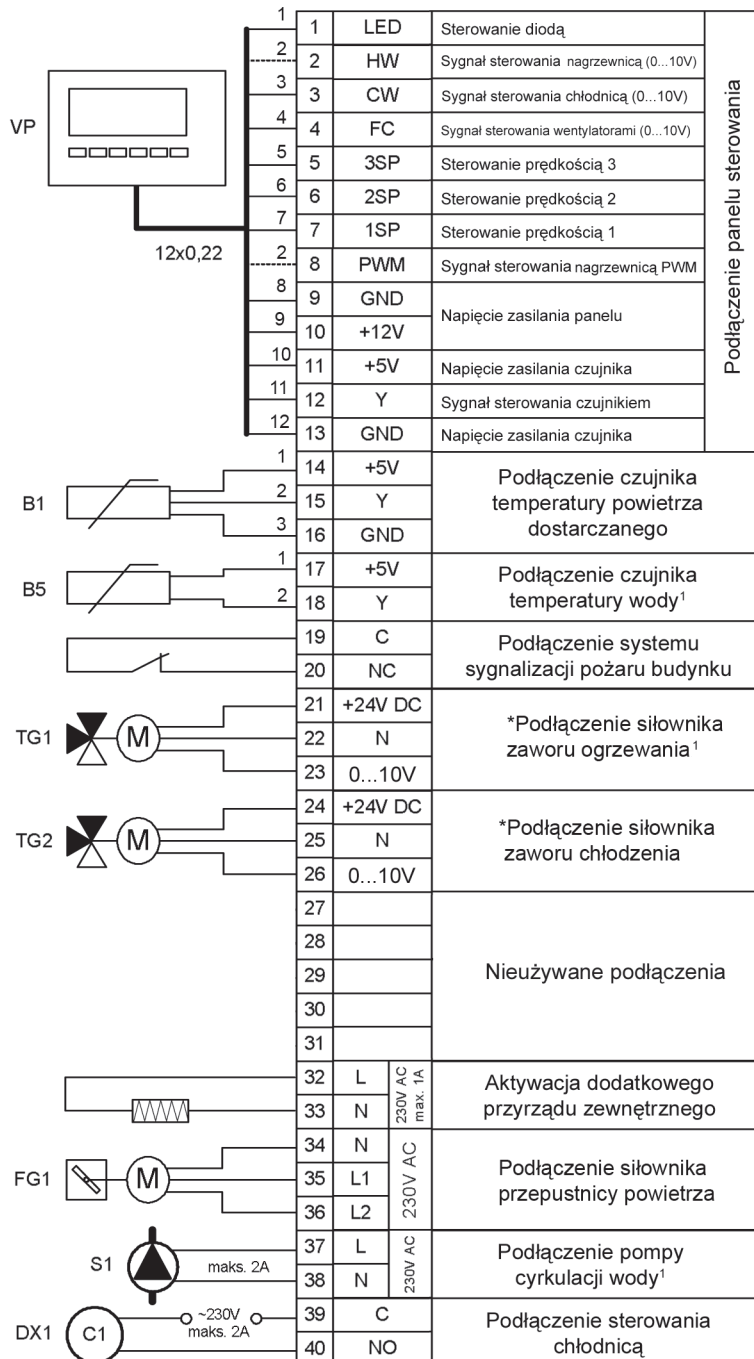 1 1 LED Sterowanie diodą
2 2 HW Sygnał sterowania nagrzewnicą (0...10V)
3 3 CW Sygnał sterowania chłodnicą (0...10V)
4 4 FC Sygnał sterowania wentylatorami (0...10V)
5 5 3SP Sterowanie prędkością 3
6 6 2SP Sterowanie prędkością 2
7 7 1SP Sterowanie prędkością 1
2 8 PWM Sygnał sterowania nagrzewnicą PWM
8 9 GND
Napięcie zasilania panelu
9 10 +12V
10 11 +5V Napięcie zasilania czujnika
11 12 Y Sygnał sterowania czujnikiem
12 13 GND Napięcie zasilania czujnika
VP
12x0,22
Podłączenie panelu sterowania
B1
1 14 +5V
2 15 Y
3 16 GND
Podłączenie czujnika
temperatury powietrza
dostarczanego
B5
1 17 +5V
2 18 Y
Podłączenie czujnika
temperatury wody¹
19 C
20 NC
Podłączenie systemu
sygnalizacji pożaru budynku
TG1 M
21 +24V DC
22 N
23 0...10V
*Podłączenie siłownika
zaworu ogrzewania¹
TG2 M
24 +24V DC
25 N
26 0...10V
*Podłączenie siłownika
zaworu chłodzenia
27
28
29
30
31
Nieużywane podłączenia
32 L
33 N
230V AC
max. 1A
Aktywacja dodatkowego
przyrządu zewnętrznego
FG1 M
34 N
35 L1
36 L2
230V AC
Podłączenie siłownika
przepustnicy powietrza
S1 maks. 2A
37 L
38 N
230V AC
Podłączenie pompy
cyrkulacji wody¹
DX1 C1
~230V
maks. 2A
39 C
40 NO
Podłączenie sterowania
chłodnicą